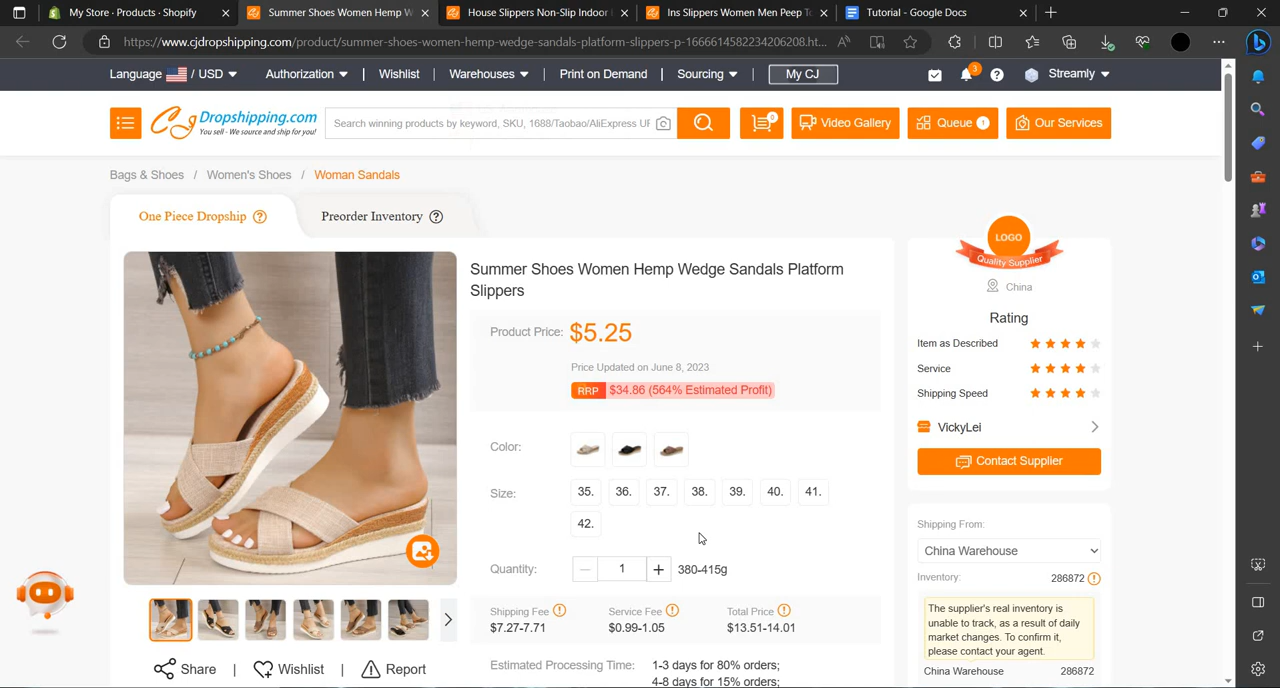 My Store · Products · Shopify
Summer Shoes Women Hemp W
House Slippers Non-Slip Indoor
Ins Slippers Women Men Peep T
Tutorial - Google Docs
https://www.cjdropshipping.com/product/summer-shoes-women-hemp-wedge-sandals-platform-slippers-p-1666614582234206208.ht...
Language / USD
Authorization
Wishlist
Warehouses
Print on Demand
Sourcing
My CJ
3
Streamly
CJ Dropshipping.com
You sell - We source and ship for you!
Search winning products by keyword, SKU, 1688/Taobao/AliExpress UF
0
Video Gallery
Queue 1
Our Services
Bags & Shoes / Women's Shoes / Woman Sandals
One Piece Dropship
Preorder Inventory
Summer Shoes Women Hemp Wedge Sandals Platform
Slippers
Product Price: $5.25
Price Updated on June 8, 2023
RRP $34.86 (564% Estimated Profit)
Color:
Size: 35. 36. 37. 38. 39. 40. 41.
42.
Quantity: − 1 + 380-415g
Shipping Fee Service Fee Total Price
$7.27-7.71 $0.99-1.05 $13.51-14.01
Estimated Processing Time: 1-3 days for 80% orders;
4-8 days for 15% orders;
Share | Wishlist | Report
LOGO
Quality Supplier
China
Rating
Item as Described
Service
Shipping Speed
VickyLei
Contact Supplier
Shipping From:
China Warehouse
Inventory: 286872
The supplier's real inventory is
unable to track, as a result of daily
market changes. To confirm it,
please contact your agent.
China Warehouse 286872